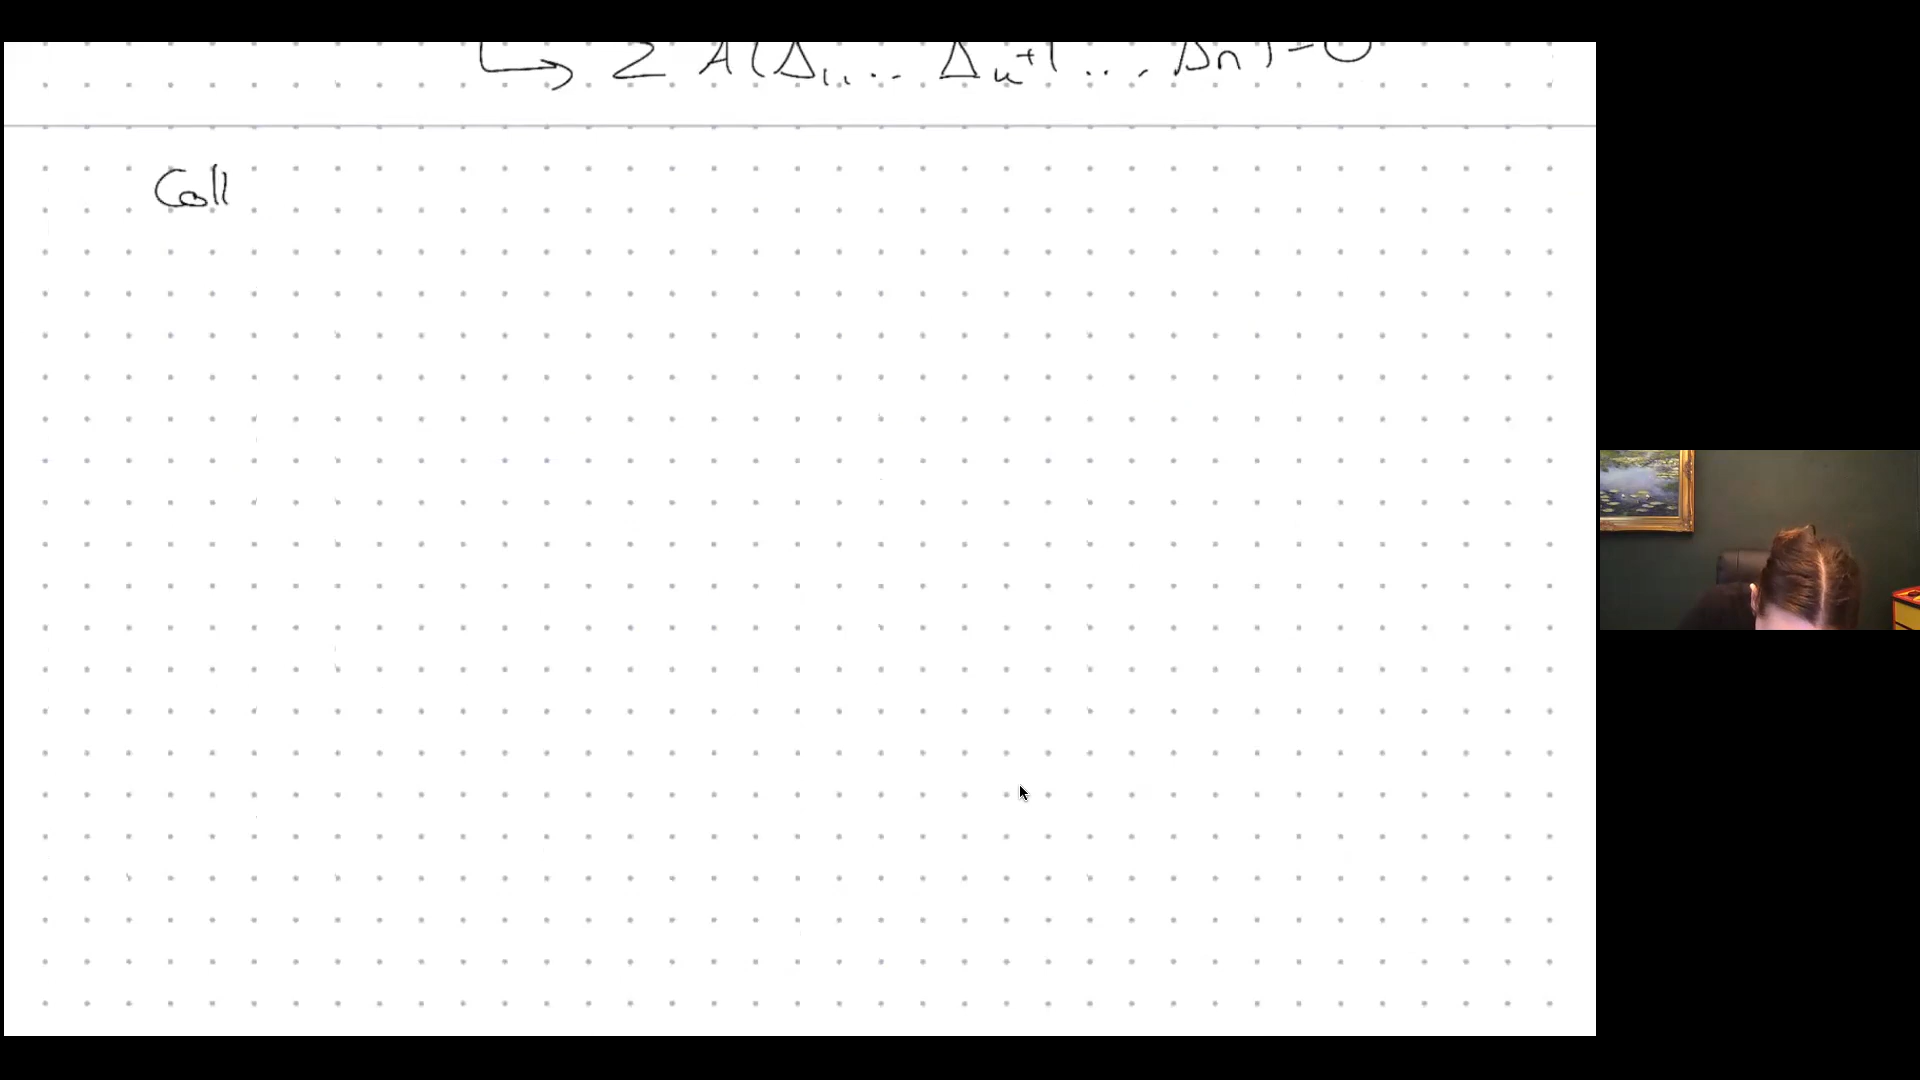 ↳ Σ A(Δ₁,... Δₖ+1 ..., Δn) = 0
Coll